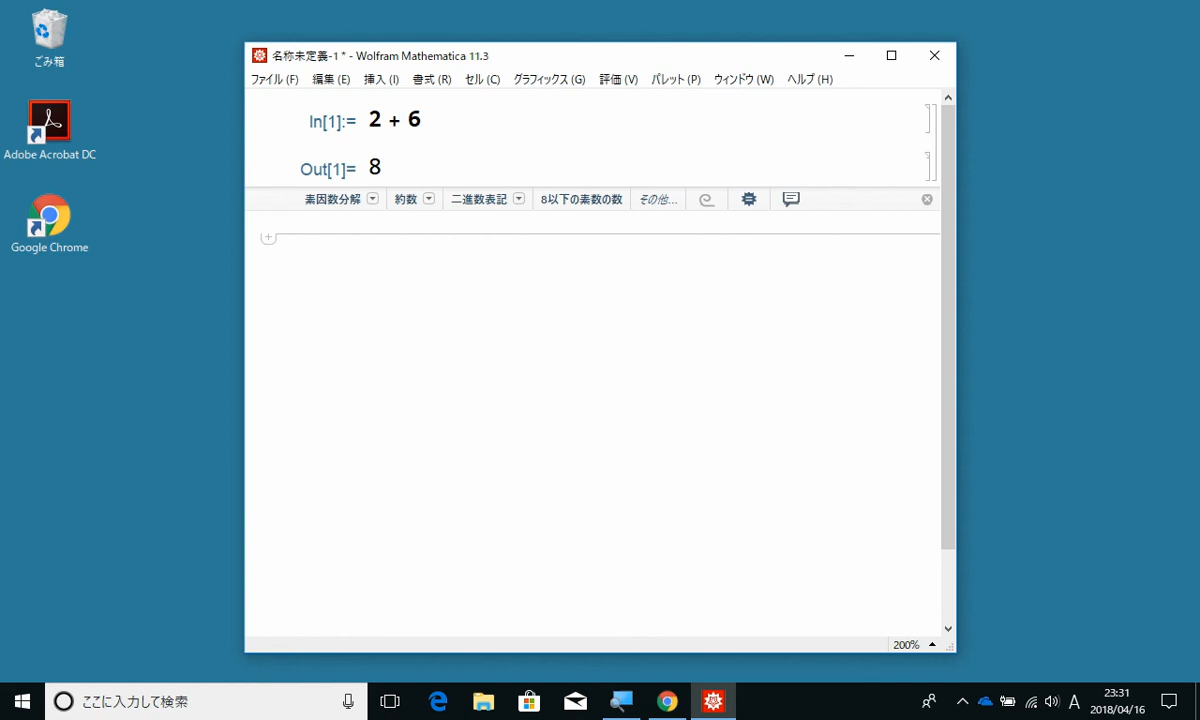 ごみ箱
Adobe Acrobat DC
Google Chrome
名称未定義-1 * - Wolfram Mathematica 11.3
ファイル (F) 編集 (E) 挿入 (I) 書式 (R) セル (C) グラフィックス (G) 評価 (V) パレット (P) ウィンドウ (W) ヘルプ (H)
In[1]:= 2 + 6
Out[1]= 8
素因数分解 約数 二進数表記 8以下の素数の数 その他...
200%
ここに入力して検索
A
23:31
2018/04/16